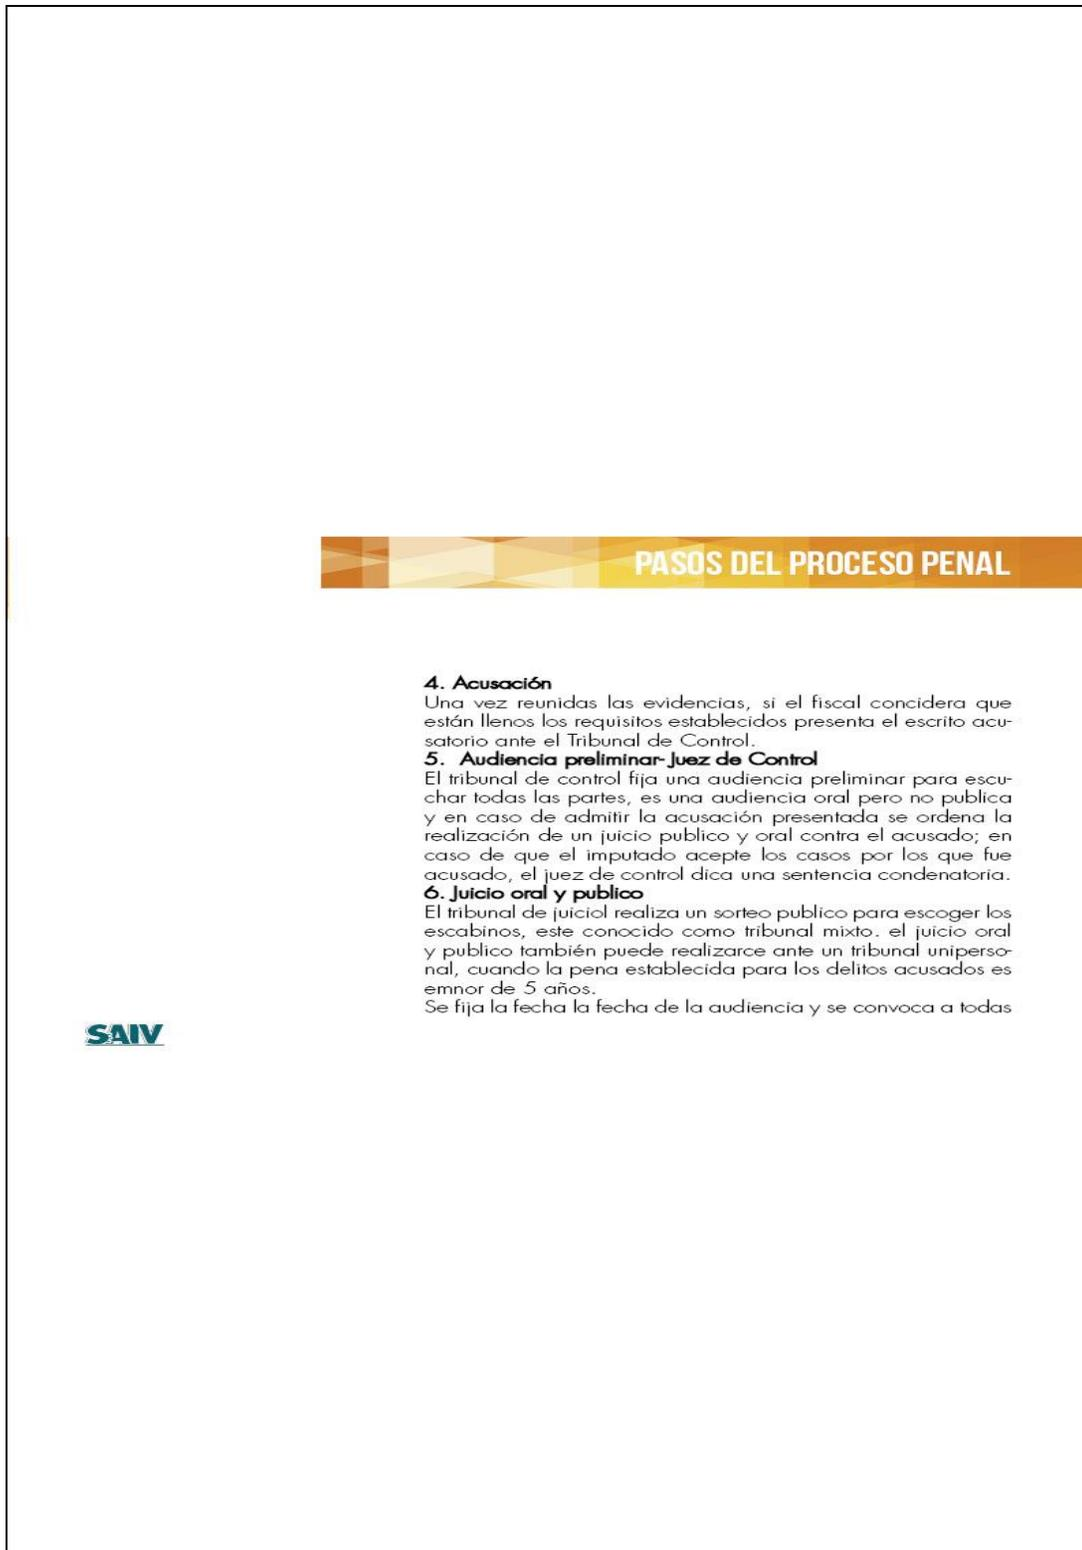 PASOS DEL PROCESO PENAL
4. Acusación
Una vez reunidas las evidencias, si el fiscal concidera que
están llenos los requisitos establecidos presenta el escrito acu-
satorio ante el Tribunal de Control.
5. Audiencia preliminar- Juez de Control
El tribunal de control fija una audiencia preliminar para escu-
char todas las partes, es una audiencia oral pero no publica
y en caso de admitir la acusación presentada se ordena la
realización de un juicio publico y oral contra el acusado; en
caso de que el imputado acepte los casos por los que fue
acusado, el juez de control dica una sentencia condenatoria.
6. Juicio oral y publico
El tribunal de juiciol realiza un sorteo publico para escoger los
escabinos, este conocido como tribunal mixto. el juicio oral
y publico también puede realizarce ante un tribunal uniperso-
nal, cuando la pena establecida para los delitos acusados es
emnor de 5 años.
Se fija la fecha la fecha de la audiencia y se convoca a todas
SAIV